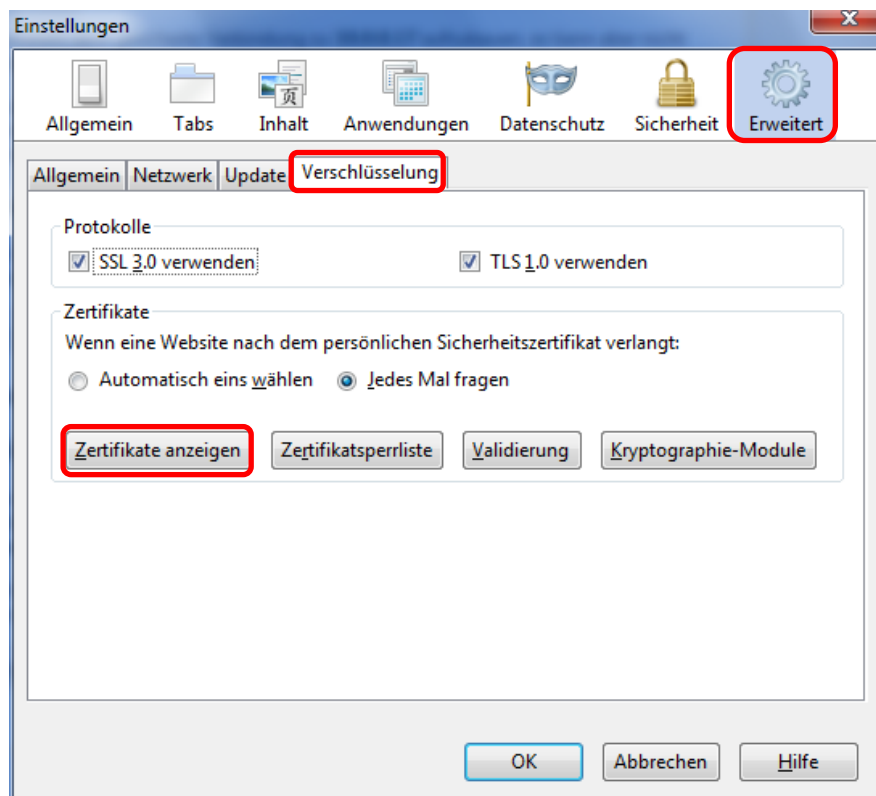 Einstellungen
Allgemein Tabs Inhalt Anwendungen Datenschutz Sicherheit Erweitert
Allgemein Netzwerk Update Verschlüsselung
Protokolle
SSL 3.0 verwenden TLS 1.0 verwenden
Zertifikate
Wenn eine Website nach dem persönlichen Sicherheitszertifikat verlangt:
Automatisch eins wählen Jedes Mal fragen
Zertifikate anzeigen Zertifikatsperrliste Validierung Kryptographie-Module
OK Abbrechen Hilfe